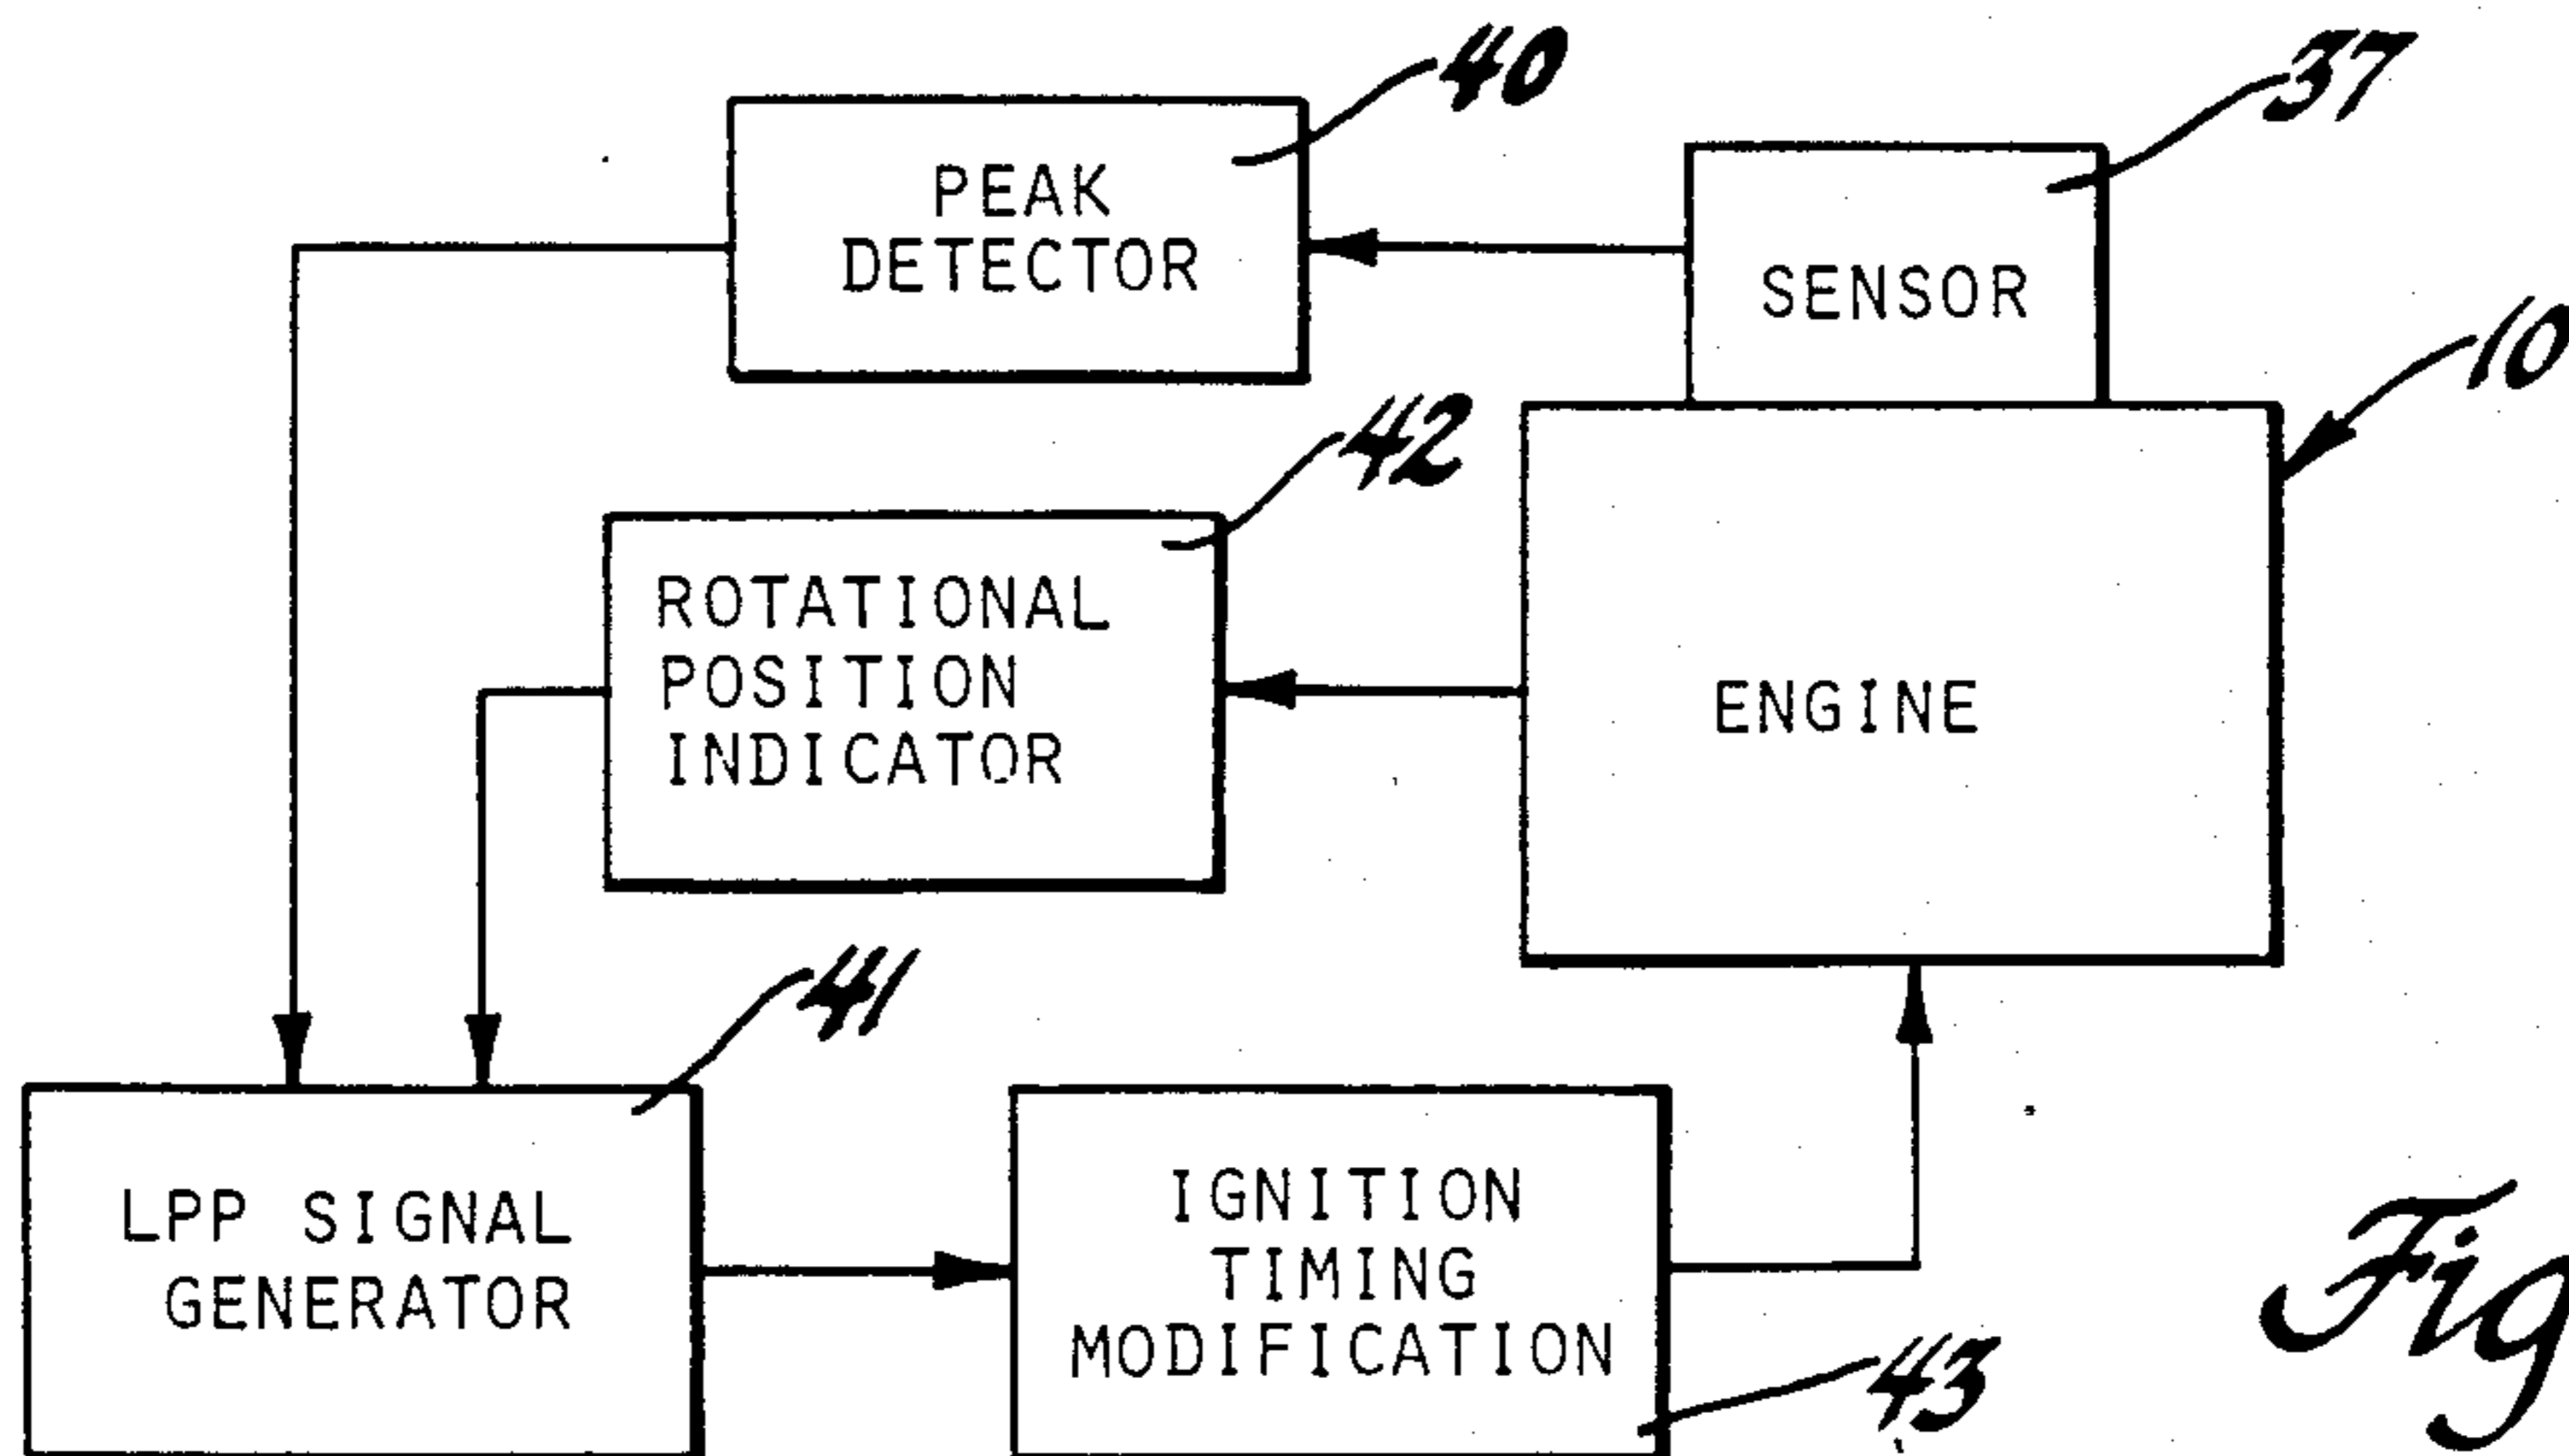 40
37
PEAK
DETECTOR
SENSOR
10
42
ROTATIONAL
POSITION
INDICATOR
ENGINE
41
LPP SIGNAL
GENERATOR
IGNITION
TIMING
MODIFICATION
43
Fig